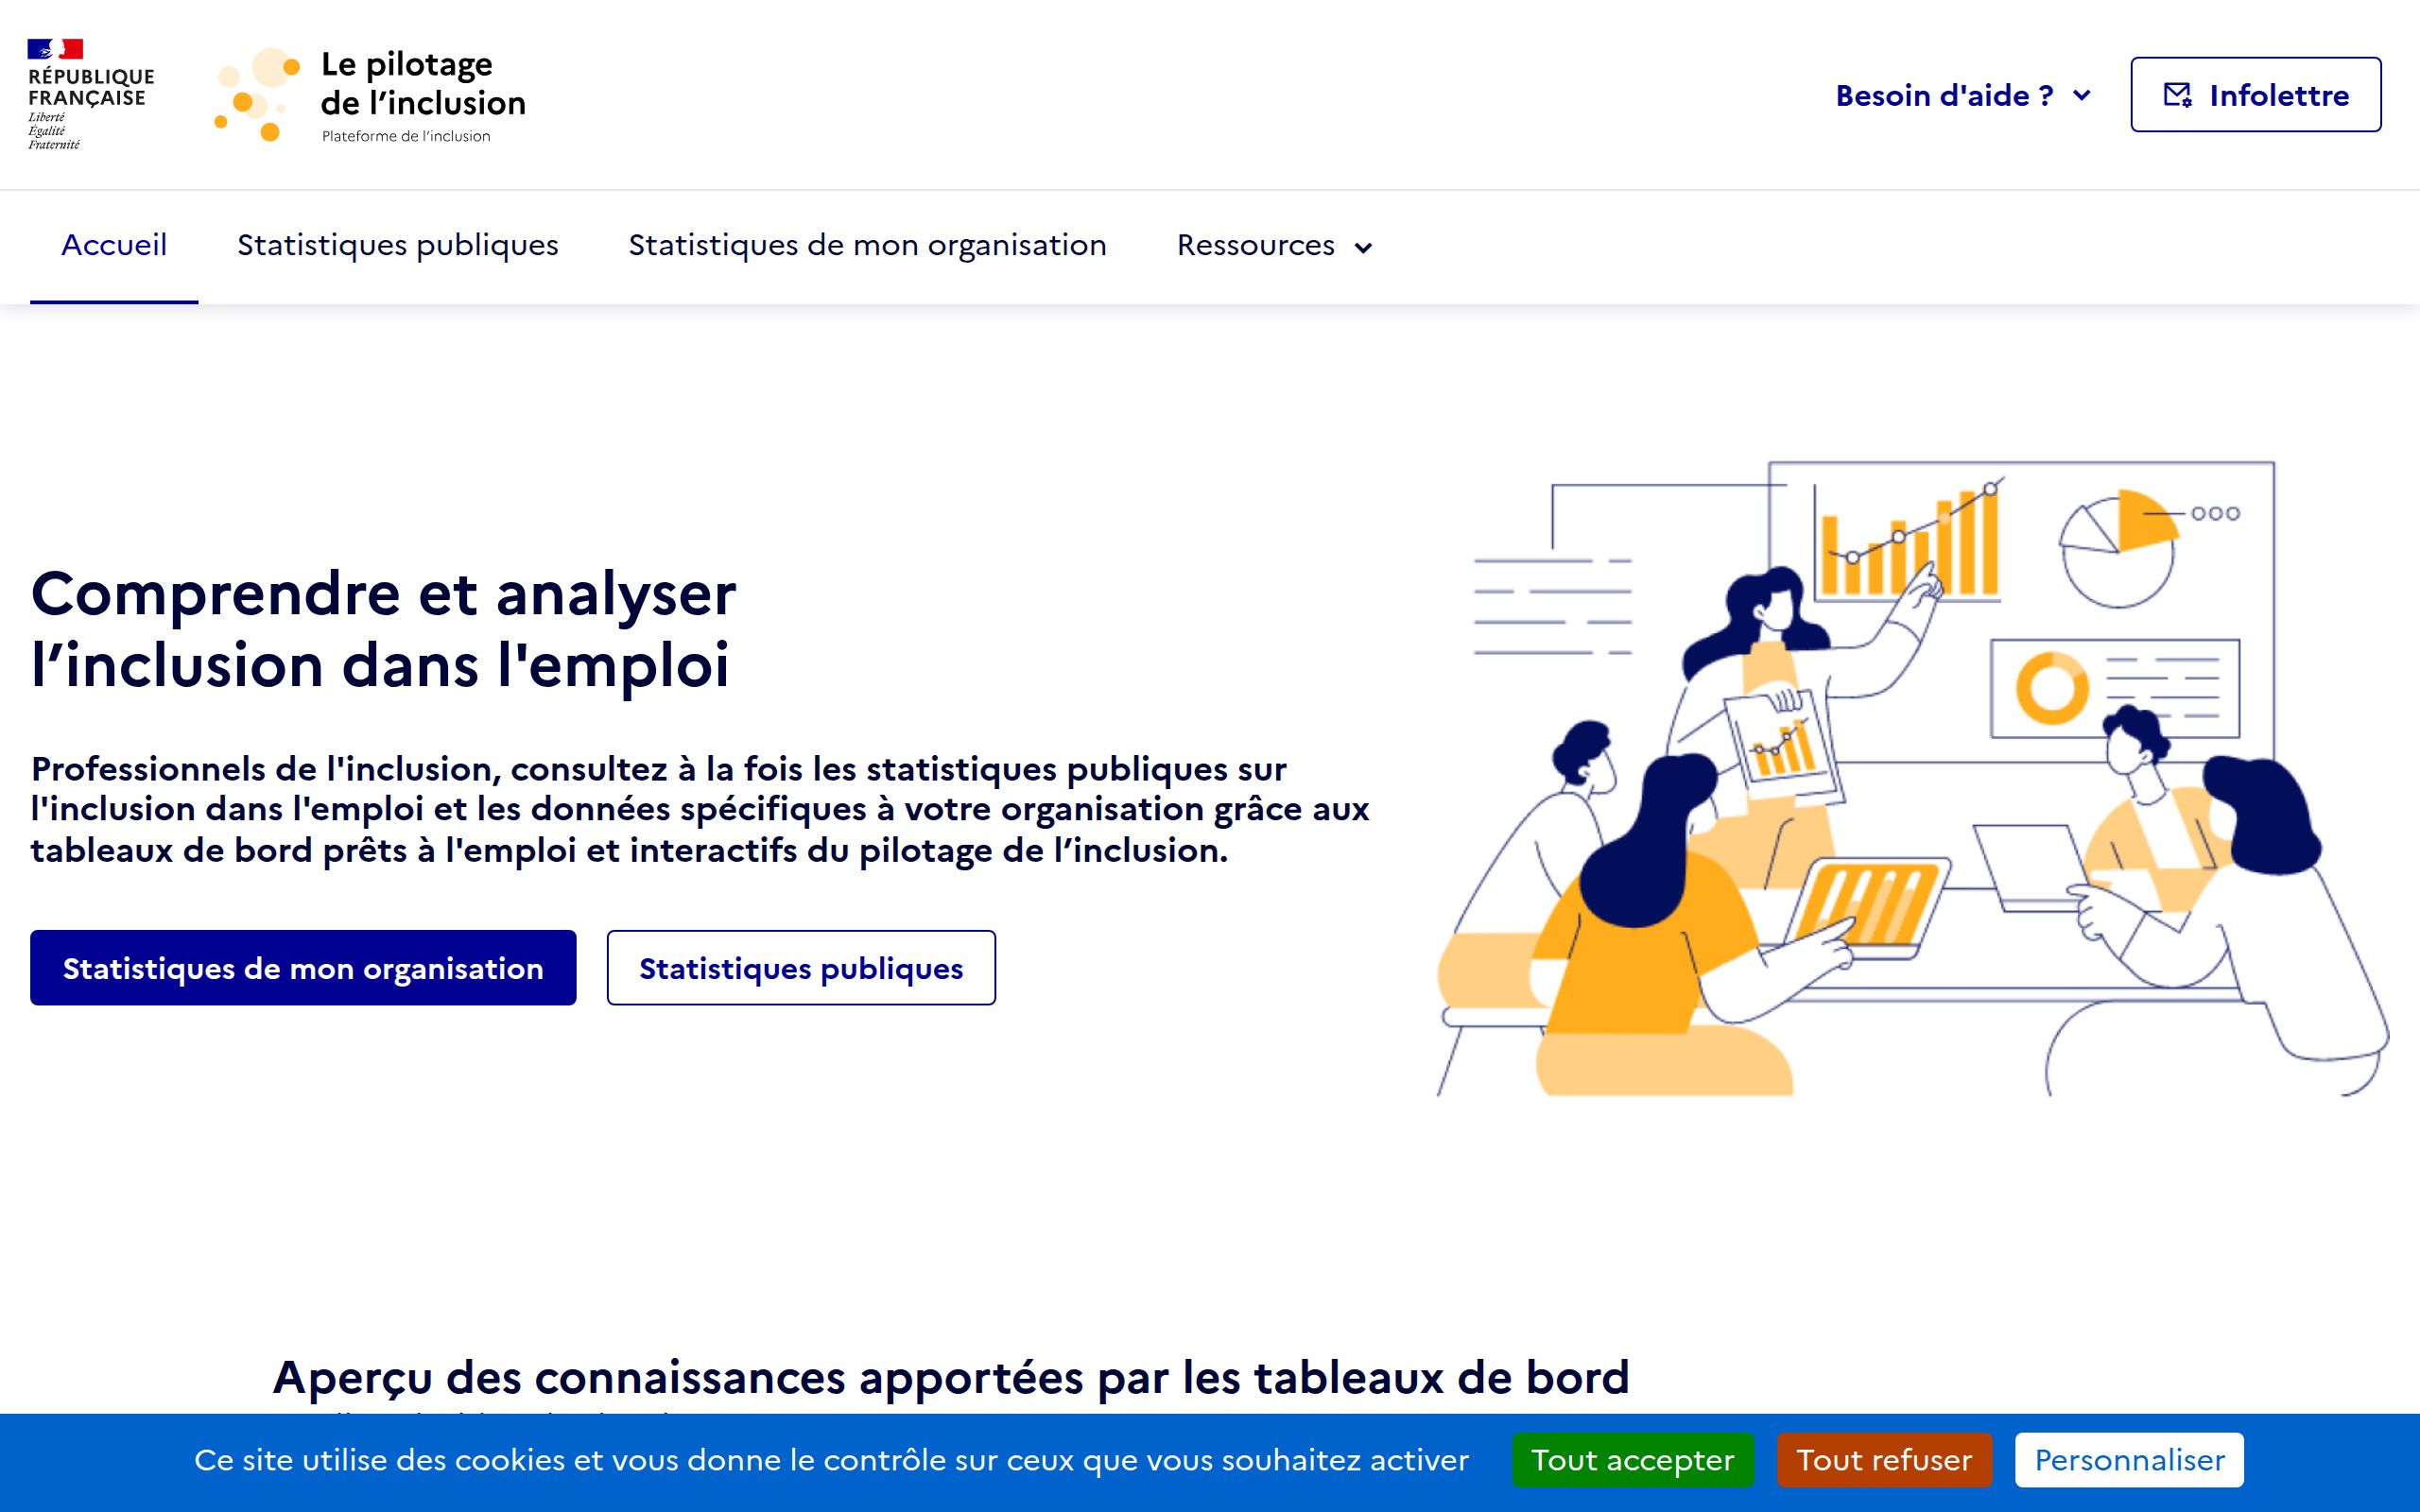 RÉPUBLIQUE
FRANÇAISE
Liberté
Égalité
Fraternité
Le pilotage
de l’inclusion
Plateforme de l’inclusion
Besoin d'aide ?
Infolettre
Accueil
Statistiques publiques
Statistiques de mon organisation
Ressources
Comprendre et analyser
l’inclusion dans l'emploi
Professionnels de l'inclusion, consultez à la fois les statistiques publiques sur
l'inclusion dans l'emploi et les données spécifiques à votre organisation grâce aux
tableaux de bord prêts à l'emploi et interactifs du pilotage de l’inclusion.
Statistiques de mon organisation
Statistiques publiques
Aperçu des connaissances apportées par les tableaux de bord
Ce site utilise des cookies et vous donne le contrôle sur ceux que vous souhaitez activer
Tout accepter
Tout refuser
Personnaliser